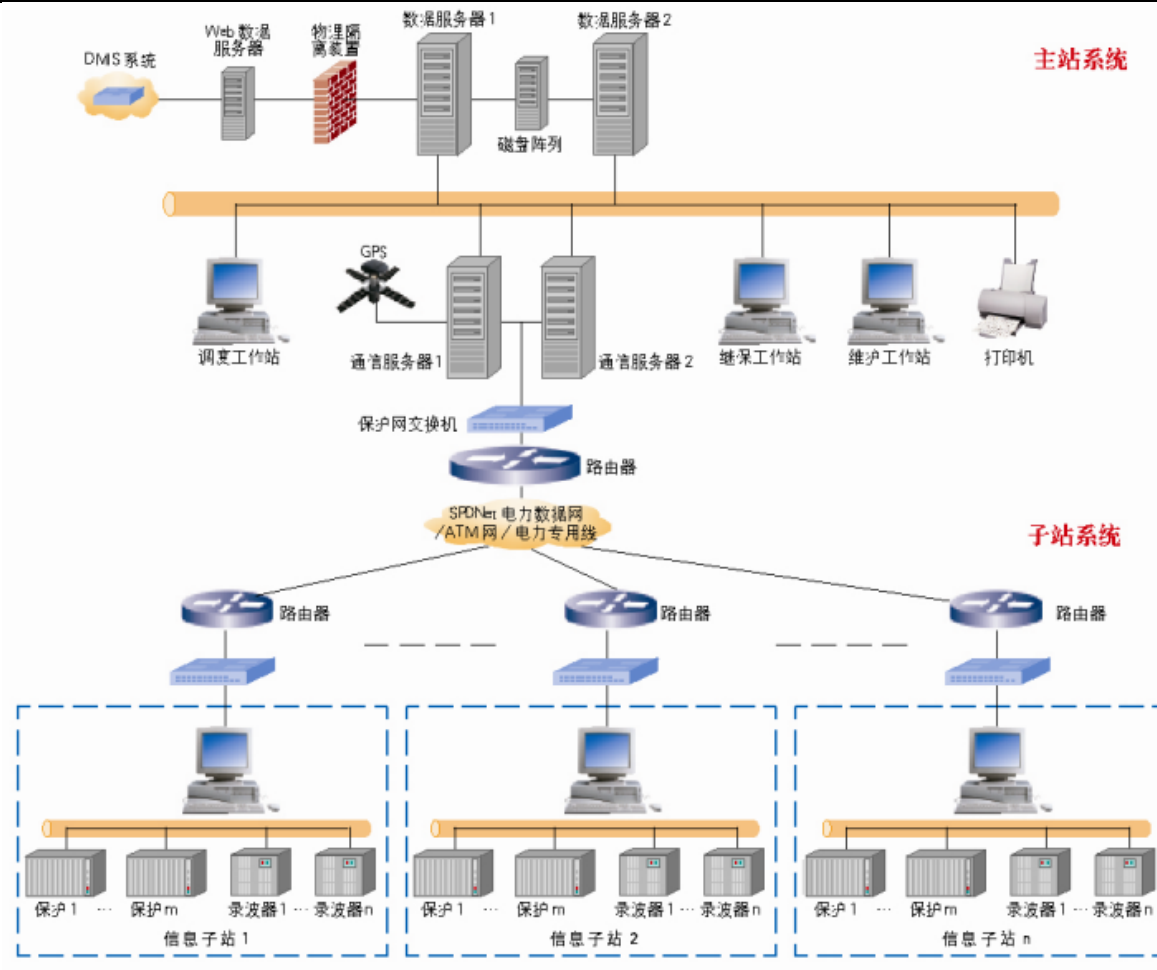 数据服务器1
数据服务器2
Web 数据
服务器
物理隔
离装置
DMIS 系统
主站系统
磁盘阵列
GPS
调度工作站
通信服务器1
通信服务器2
继保工作站
维护工作站
打印机
保护网交换机
路由器
SPDNet 电力数据网
/ATM 网/电力专用线
子站系统
路由器
路由器
路由器
保护1 … 保护m
录波器1 … 录波器n
信息子站 1
保护1 … 保护m
录波器1 … 录波器n
信息子站 2
保护1 … 保护m
录波器1 … 录波器n
信息子站 n